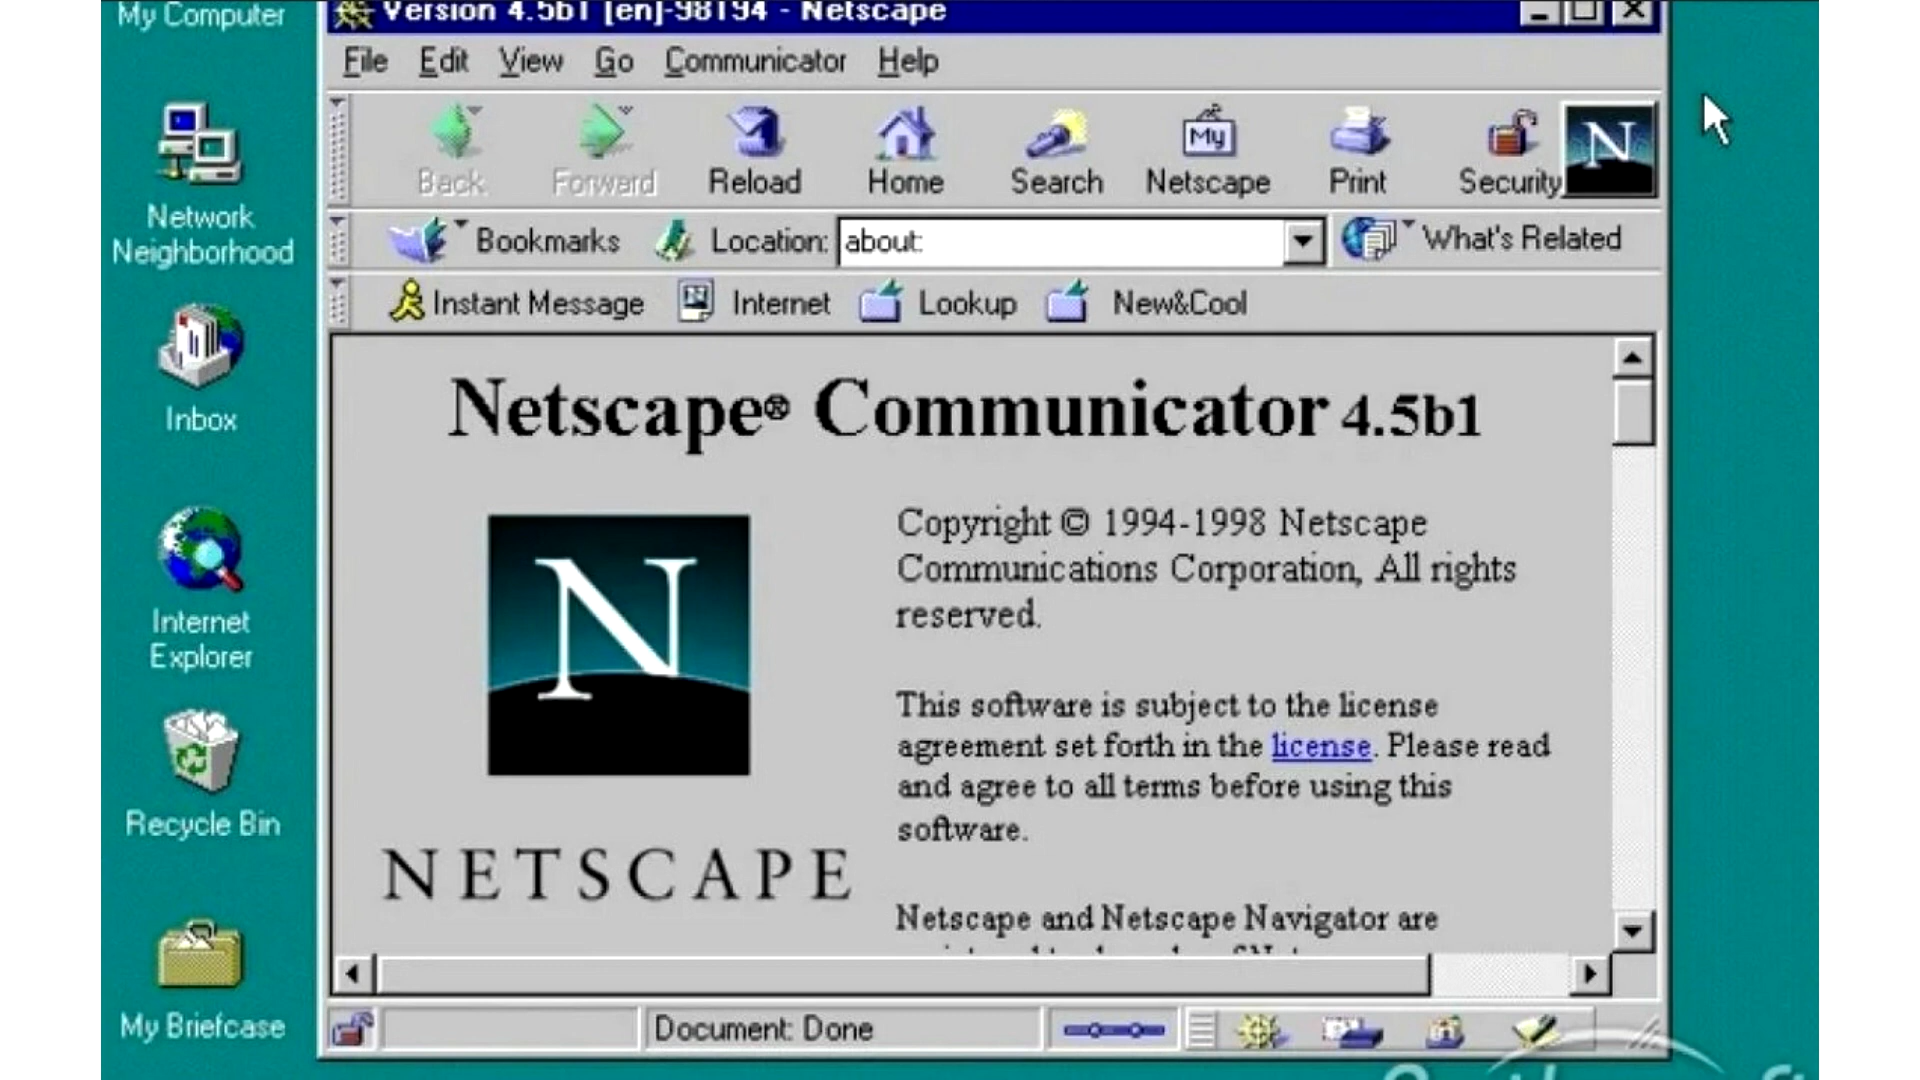 My Computer
Version 4.5b1 [en]-98194 - Netscape
File Edit View Go Communicator Help
My
N
Back Forward Reload Home Search Netscape Print Security
Network
Neighborhood
Bookmarks Location: about: What's Related
Instant Message Internet Lookup New&Cool
Inbox
Netscape® Communicator 4.5b1
N
Copyright © 1994-1998 Netscape
Communications Corporation, All rights
reserved.
Internet
Explorer
This software is subject to the license
agreement set forth in the license. Please read
and agree to all terms before using this
software.
Recycle Bin
NETSCAPE
Netscape and Netscape Navigator are
My Briefcase
Document: Done